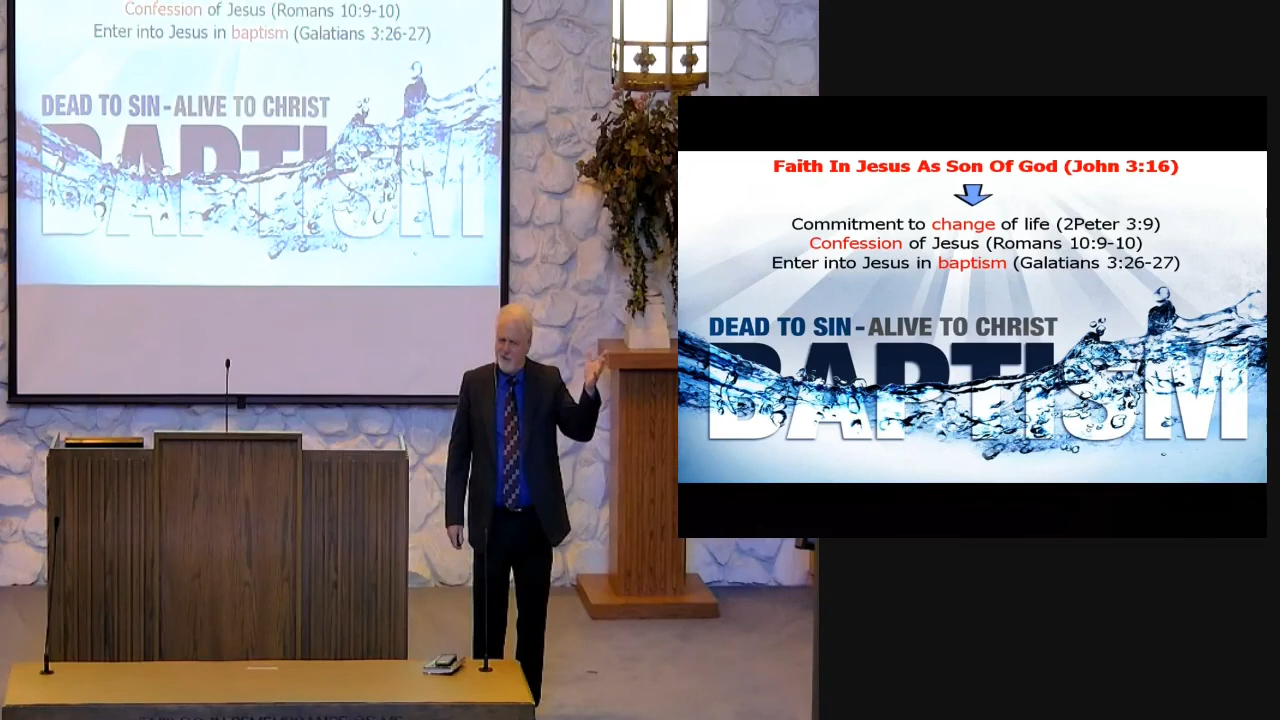 Confession of Jesus (Romans 10:9-10)
Enter into Jesus in baptism (Galatians 3:26-27)
DEAD TO SIN - ALIVE TO CHRIST
BAPTISM
Faith In Jesus As Son Of God (John 3:16)
Commitment to change of life (2Peter 3:9)
Confession of Jesus (Romans 10:9-10)
Enter into Jesus in baptism (Galatians 3:26-27)
DEAD TO SIN - ALIVE TO CHRIST
BAPTISM